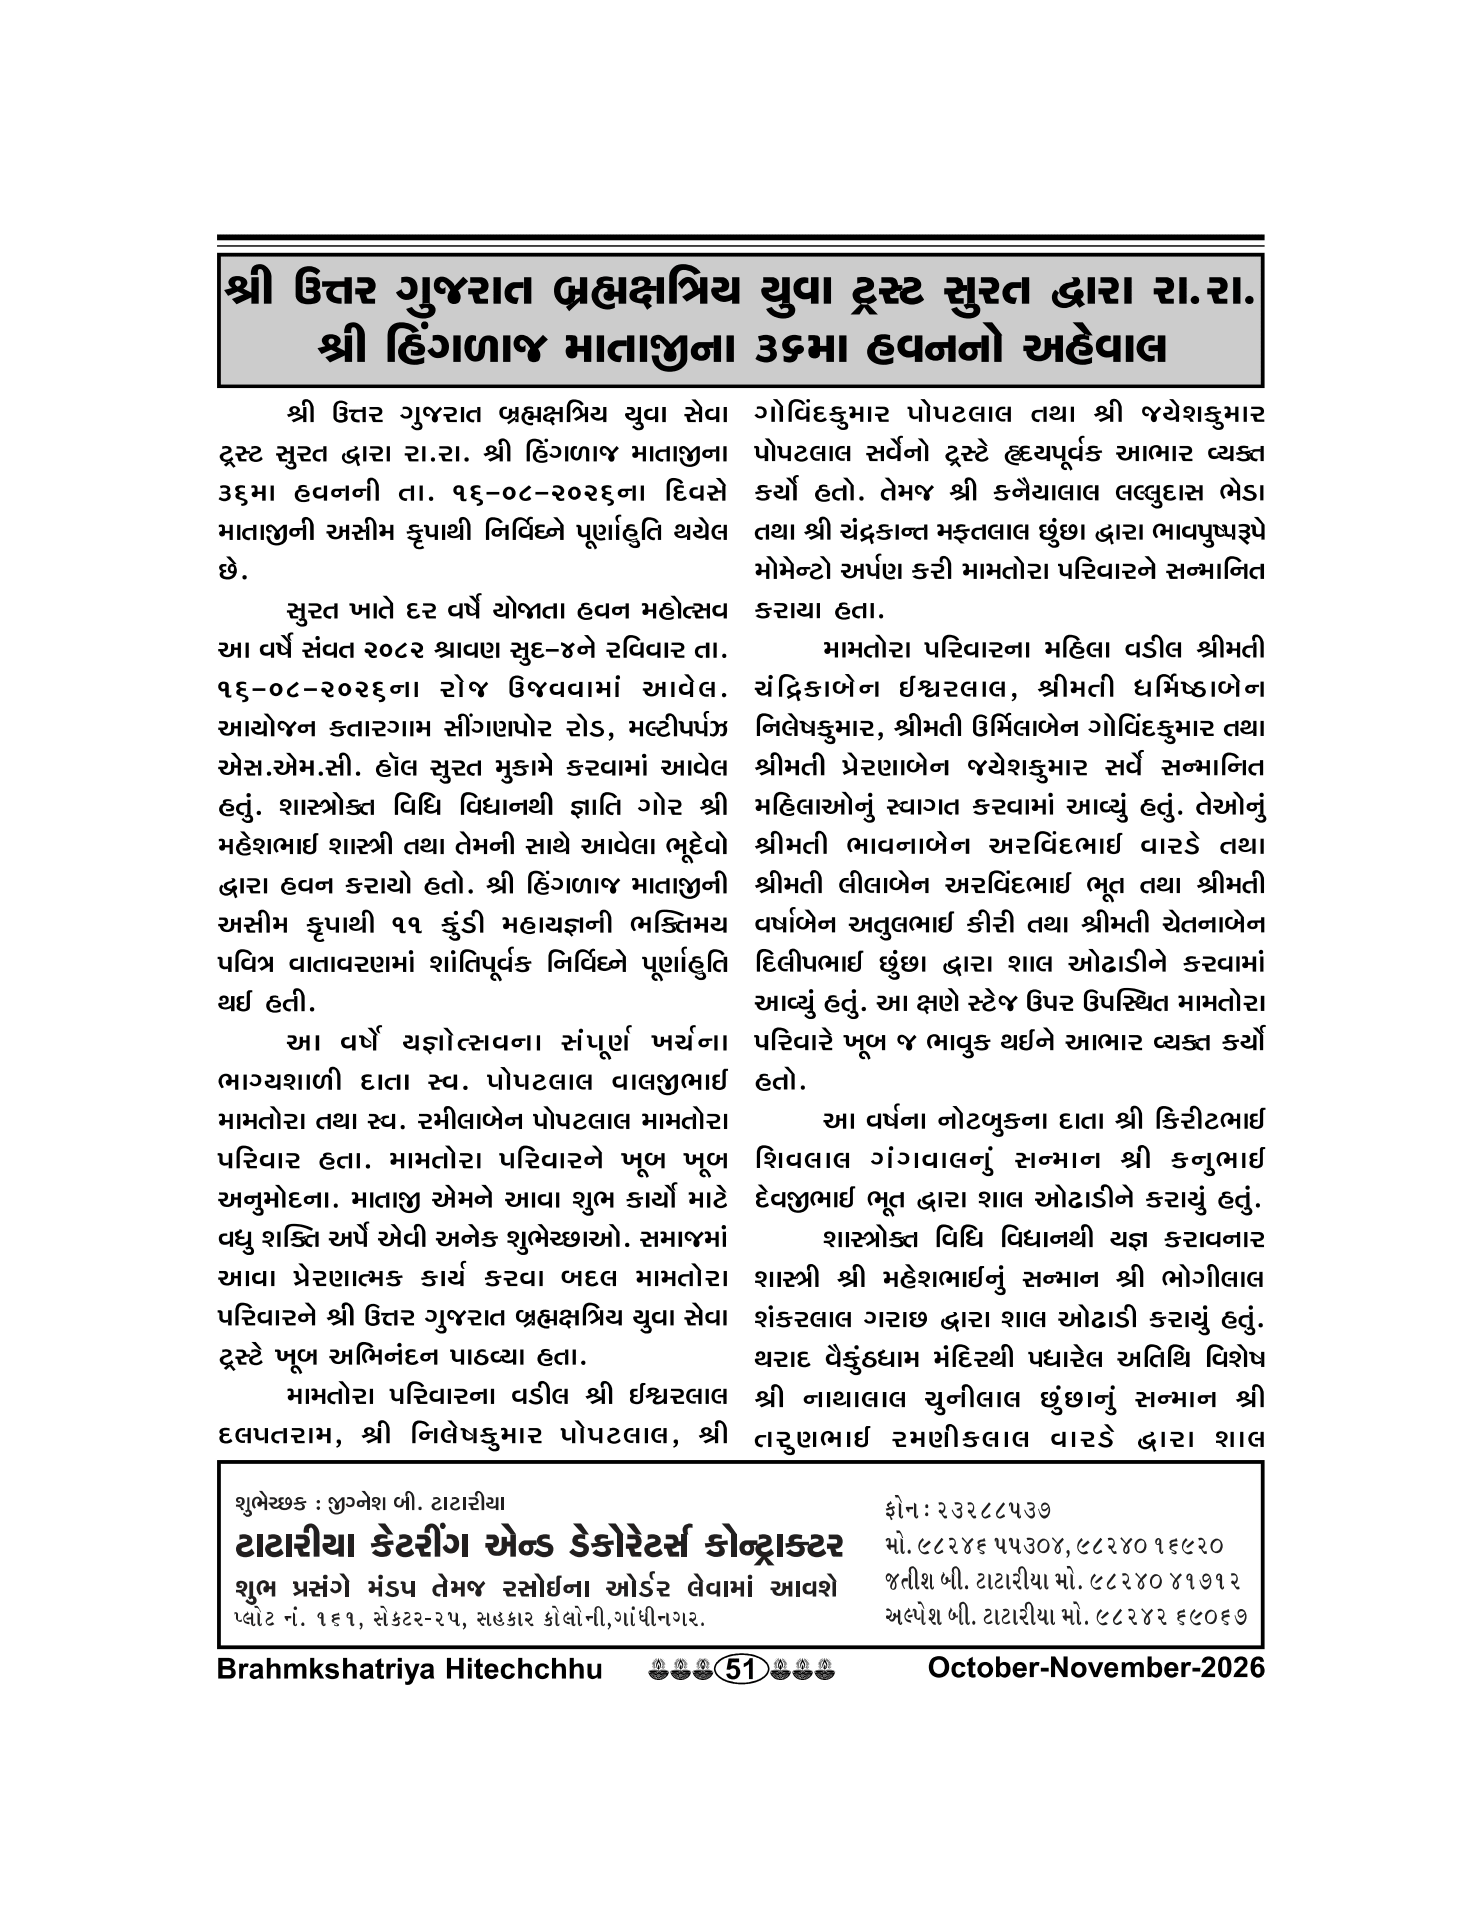 શ્રી ઉત્તર ગુજરાત બ્રહ્મક્ષત્રિય યુવા ટ્રસ્ટ સુરત દ્વારા રા.રા.
શ્રી હિંગળાજ માતાજીના ૩૬મા હવનનો અહેવાલ
શ્રી ઉત્તર ગુજરાત બ્રહ્મક્ષત્રિય યુવા સેવા
ટ્રસ્ટ સુરત દ્વારા રા.રા. શ્રી હિંગળાજ માતાજીના
૩૬મા હવનની તા. ૧૬–૦૮–૨૦૨૬ના દિવસે
માતાજીની અસીમ કૃપાથી નિર્વિઘ્ને પૂર્ણાહુતિ થયેલ
છે.
સુરત ખાતે દર વર્ષે યોજાતા હવન મહોત્સવ
આ વર્ષે સંવત ૨૦૮૨ શ્રાવણ સુદ–૪ને રવિવાર તા.
૧૬–૦૮–૨૦૨૬ના રોજ ઉજવવામાં આવેલ.
આયોજન કતારગામ સીંગણપોર રોડ, મલ્ટીપર્પઝ
એસ.એમ.સી. હૉલ સુરત મુકામે કરવામાં આવેલ
હતું. શાસ્ત્રોક્ત વિધિ વિધાનથી જ્ઞાતિ ગોર શ્રી
મહેશભાઈ શાસ્ત્રી તથા તેમની સાથે આવેલા ભૂદેવો
દ્વારા હવન કરાયો હતો. શ્રી હિંગળાજ માતાજીની
અસીમ કૃપાથી ૧૧ કુંડી મહાયજ્ઞની ભક્તિમય
પવિત્ર વાતાવરણમાં શાંતિપૂર્વક નિર્વિઘ્ને પૂર્ણાહુતિ
થઈ હતી.
આ વર્ષે યજ્ઞોત્સવના સંપૂર્ણ ખર્ચના
ભાગ્યશાળી દાતા સ્વ. પોપટલાલ વાલજીભાઈ
મામતોરા તથા સ્વ. રમીલાબેન પોપટલાલ મામતોરા
પરિવાર હતા. મામતોરા પરિવારને ખૂબ ખૂબ
અનુમોદના. માતાજી એમને આવા શુભ કાર્યો માટે
વધુ શક્તિ અર્પે એવી અનેક શુભેચ્છાઓ. સમાજમાં
આવા પ્રેરણાત્મક કાર્ય કરવા બદલ મામતોરા
પરિવારને શ્રી ઉત્તર ગુજરાત બ્રહ્મક્ષત્રિય યુવા સેવા
ટ્રસ્ટે ખૂબ અભિનંદન પાઠવ્યા હતા.
મામતોરા પરિવારના વડીલ શ્રી ઈશ્વરલાલ
દલપતરામ, શ્રી નિલેષકુમાર પોપટલાલ, શ્રી
ગોવિંદકુમાર પોપટલાલ તથા શ્રી જયેશકુમાર
પોપટલાલ સર્વેનો ટ્રસ્ટે હૃદયપૂર્વક આભાર વ્યક્ત
કર્યો હતો. તેમજ શ્રી કનૈયાલાલ લલ્લુદાસ ભેડા
તથા શ્રી ચંદ્રકાન્ત મફતલાલ છુંછા દ્વારા ભાવપુષ્પરૂપે
મોમેન્ટો અર્પણ કરી મામતોરા પરિવારને સન્માનિત
કરાયા હતા.
મામતોરા પરિવારના મહિલા વડીલ શ્રીમતી
ચંદ્રિકાબેન ઈશ્વરલાલ, શ્રીમતી ધર્મિષ્ઠાબેન
નિલેષકુમાર, શ્રીમતી ઉર્મિલાબેન ગોવિંદકુમાર તથા
શ્રીમતી પ્રેરણાબેન જયેશકુમાર સર્વે સન્માનિત
મહિલાઓનું સ્વાગત કરવામાં આવ્યું હતું. તેઓનું
શ્રીમતી ભાવનાબેન અરવિંદભાઈ વારડે તથા
શ્રીમતી લીલાબેન અરવિંદભાઈ ભૂત તથા શ્રીમતી
વર્ષાબેન અતુલભાઈ કીરી તથા શ્રીમતી ચેતનાબેન
દિલીપભાઈ છુંછા દ્વારા શાલ ઓઢાડીને કરવામાં
આવ્યું હતું. આ ક્ષણે સ્ટેજ ઉપર ઉપસ્થિત મામતોરા
પરિવારે ખૂબ જ ભાવુક થઈને આભાર વ્યક્ત કર્યો
હતો.
આ વર્ષના નોટબુકના દાતા શ્રી કિરીટભાઈ
શિવલાલ ગંગવાલનું સન્માન શ્રી કનુભાઈ
દેવજીભાઈ ભૂત દ્વારા શાલ ઓઢાડીને કરાયું હતું.
શાસ્ત્રોક્ત વિધિ વિધાનથી યજ્ઞ કરાવનાર
શાસ્ત્રી શ્રી મહેશભાઈનું સન્માન શ્રી ભોગીલાલ
શંકરલાલ ગરાછ દ્વારા શાલ ઓઢાડી કરાયું હતું.
થરાદ વૈકુંઠધામ મંદિરથી પધારેલ અતિથિ વિશેષ
શ્રી નાથાલાલ ચુનીલાલ છુંછાનું સન્માન શ્રી
તરુણભાઈ રમણીકલાલ વારડે દ્વારા શાલ
શુભેચ્છક : જીગ્નેશ બી. ટાટારીયા
ટાટારીયા કેટરીંગ એન્ડ ડેકોરેટર્સ કોન્ટ્રાક્ટર
શુભ પ્રસંગે મંડપ તેમજ રસોઈના ઓર્ડર લેવામાં આવશે
પ્લોટ નં. ૧૬૧, સેકટર-૨૫, સહકાર કોલોની,ગાંધીનગર.
ફોન : ૨૩૨૮૮૫૩૭
મો. ૯૮૨૪૬ ૫૫૩૦૪, ૯૮૨૪૦ ૧૬૯૨૦
જતીશ બી. ટાટારીયા મો. ૯૮૨૪૦ ૪૧૭૧૨
અલ્પેશ બી. ટાટારીયા મો. ૯૮૨૪૨ ૬૯૦૬૭
Brahmkshatriya Hitechchhu 51 October-November-2026